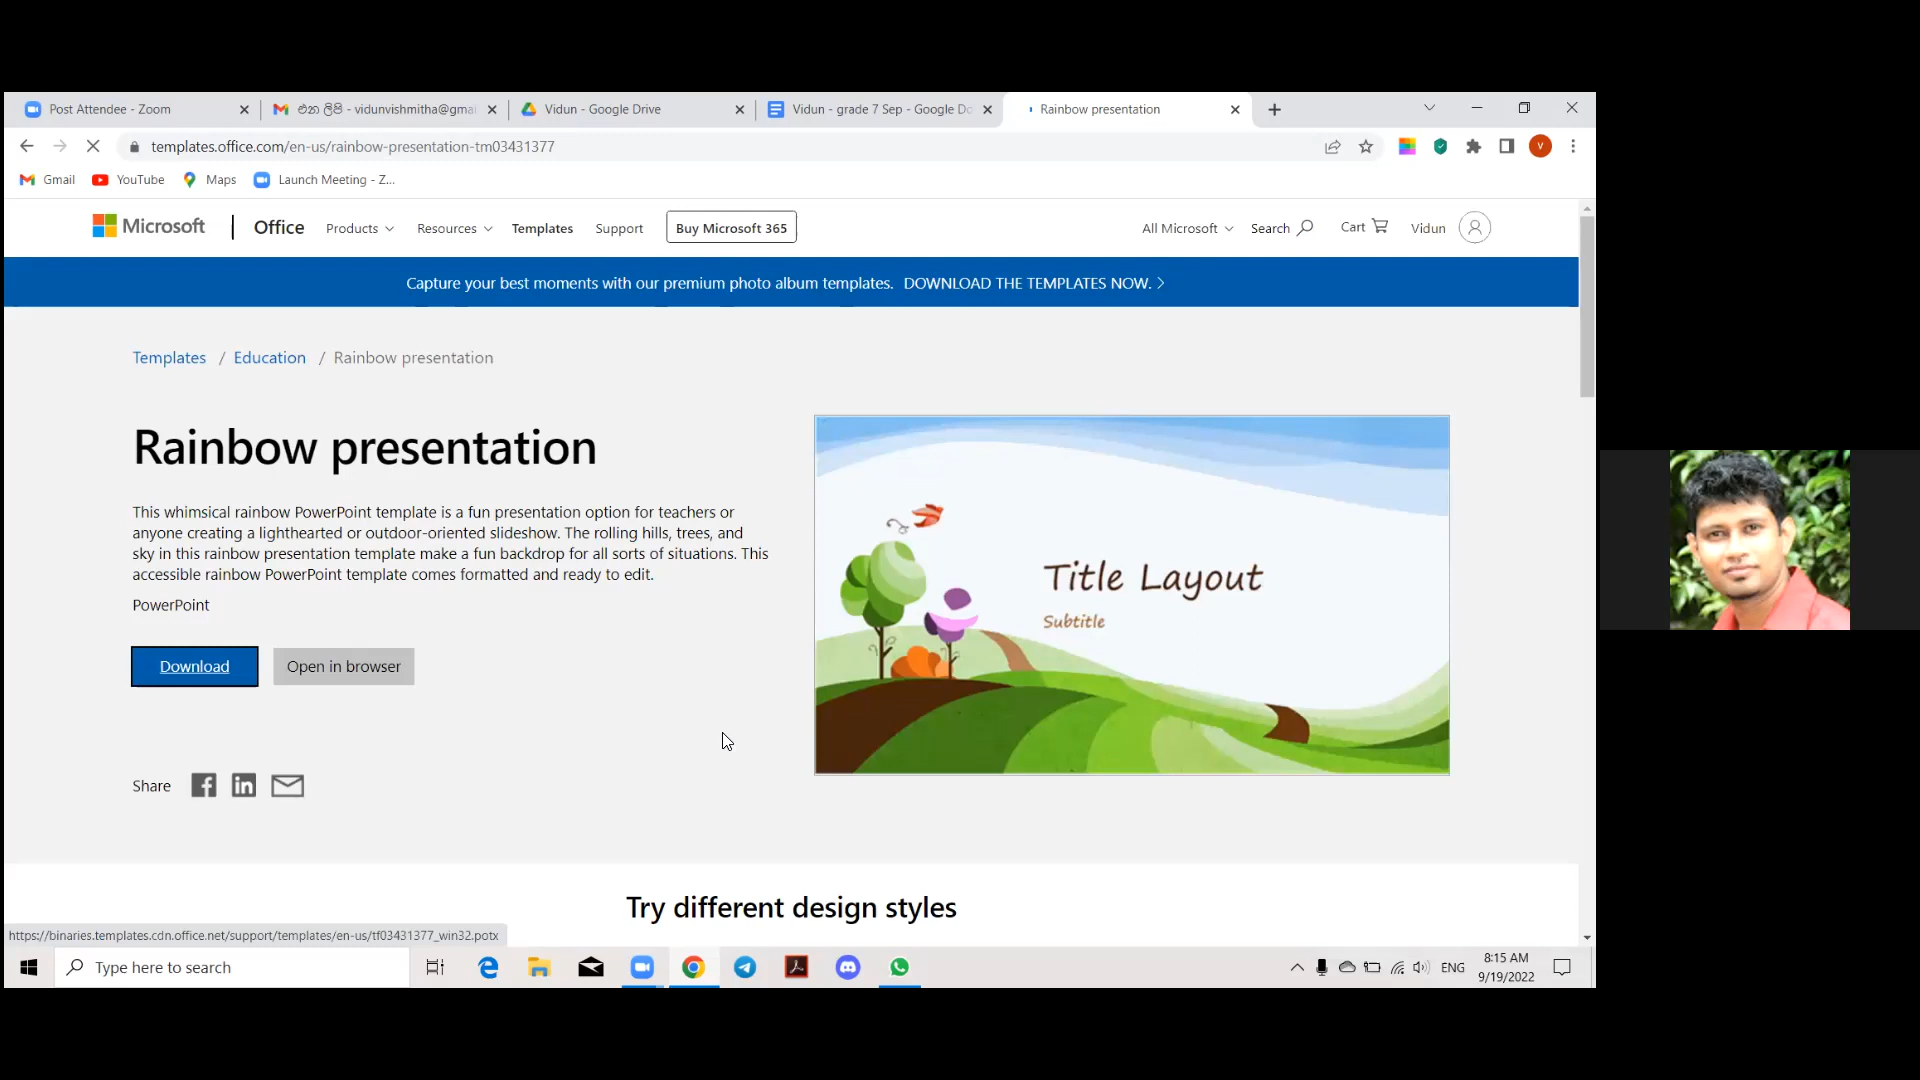 Post Attendee - Zoom
එන ලිපි - vidunvishmitha@gmai
Vidun - Google Drive
Vidun - grade 7 Sep - Google Do
Rainbow presentation
templates.office.com/en-us/rainbow-presentation-tm03431377
V
Gmail
YouTube
Maps
Launch Meeting - Z...
Microsoft
Office
Products
Resources
Templates
Support
Buy Microsoft 365
All Microsoft
Search
Cart
Vidun
Capture your best moments with our premium photo album templates. DOWNLOAD THE TEMPLATES NOW.
Templates / Education / Rainbow presentation
Rainbow presentation
This whimsical rainbow PowerPoint template is a fun presentation option for teachers or
anyone creating a lighthearted or outdoor-oriented slideshow. The rolling hills, trees, and
sky in this rainbow presentation template make a fun backdrop for all sorts of situations. This
accessible rainbow PowerPoint template comes formatted and ready to edit.
PowerPoint
Download
Open in browser
Title Layout
Subtitle
Share
Try different design styles
https://binaries.templates.cdn.office.net/support/templates/en-us/tf03431377_win32.potx
Type here to search
ENG
8:15 AM
9/19/2022